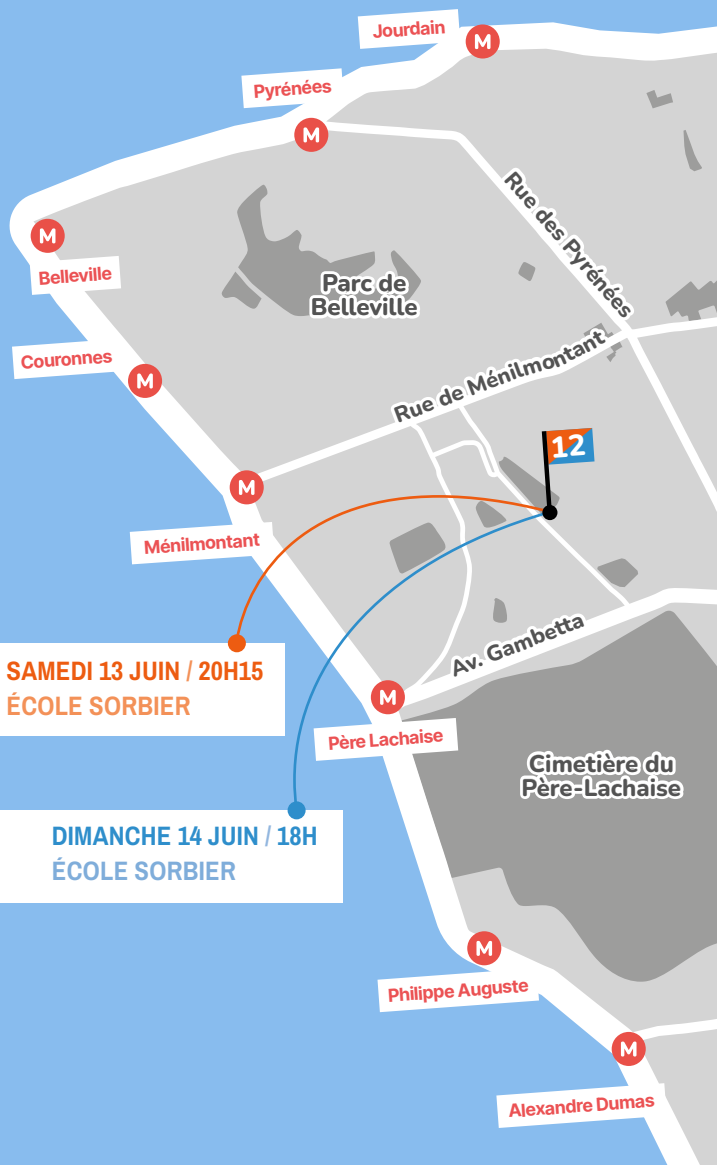 Jourdain
M
Pyrénées
M
Rue des Pyrénées
M
Belleville
Parc de
Belleville
Couronnes
M
Rue de Ménilmontant
12
M
Ménilmontant
SAMEDI 13 JUIN / 20H15
ÉCOLE SORBIER
Av. Gambetta
M
Père Lachaise
Cimetière du
Père-Lachaise
DIMANCHE 14 JUIN / 18H
ÉCOLE SORBIER
M
Philippe Auguste
M
Alexandre Dumas